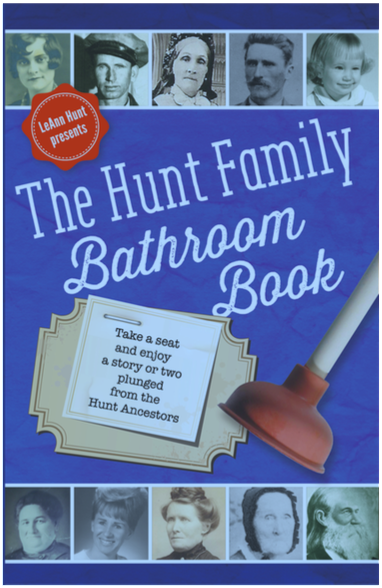 LeAnn Hunt
presents
The Hunt Family
Bathroom
Book
Take a seat
and enjoy
a story or two
plunged
from the
Hunt Ancestors